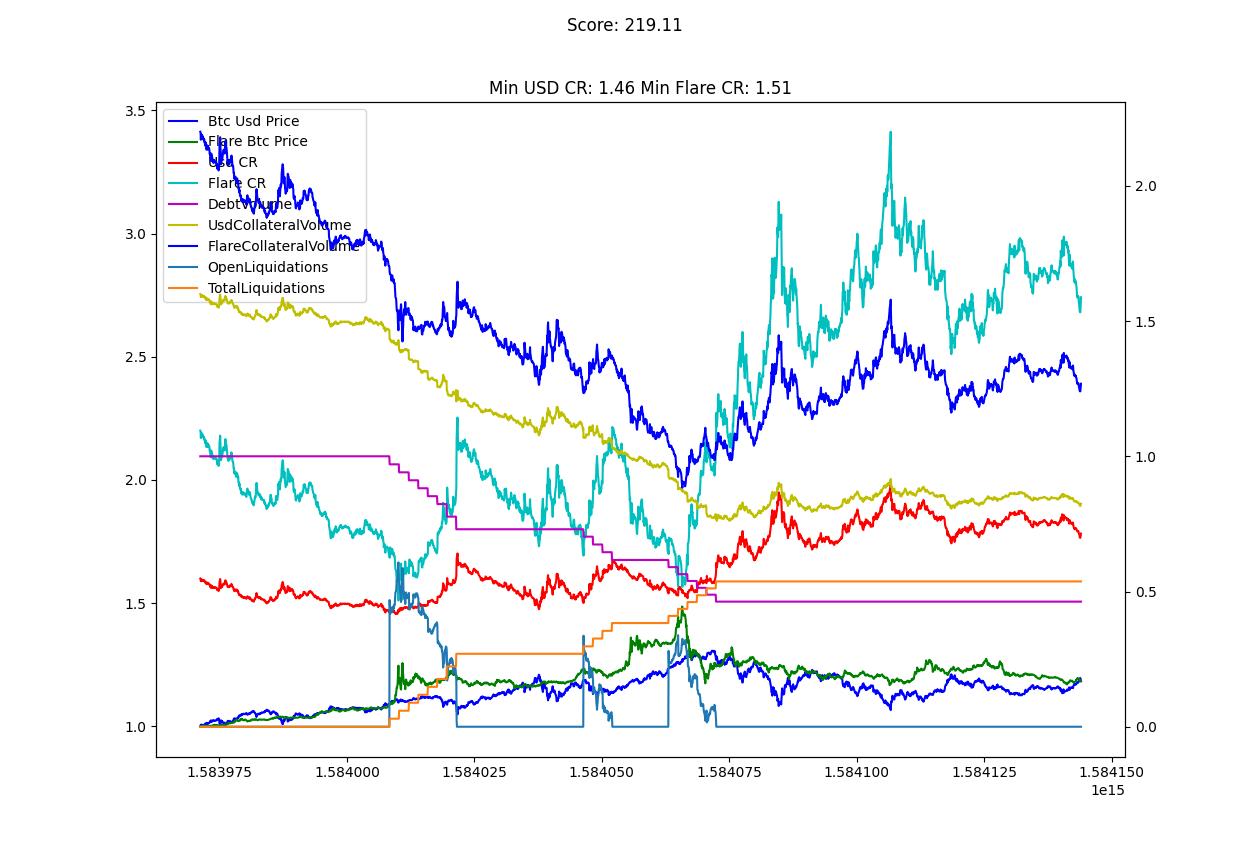 Score: 219.11
Min USD CR: 1.46 Min Flare CR: 1.51
Btc Usd Price
Flare Btc Price
Usd CR
Flare CR
DebtVolume
UsdCollateralVolume
FlareCollateralVolume
OpenLiquidations
TotalLiquidations
3.5
3.0
2.5
2.0
1.5
1.0
2.0
1.5
1.0
0.5
0.0
1.583975 1.584000 1.584025 1.584050 1.584075 1.584100 1.584125 1.584150
1e15